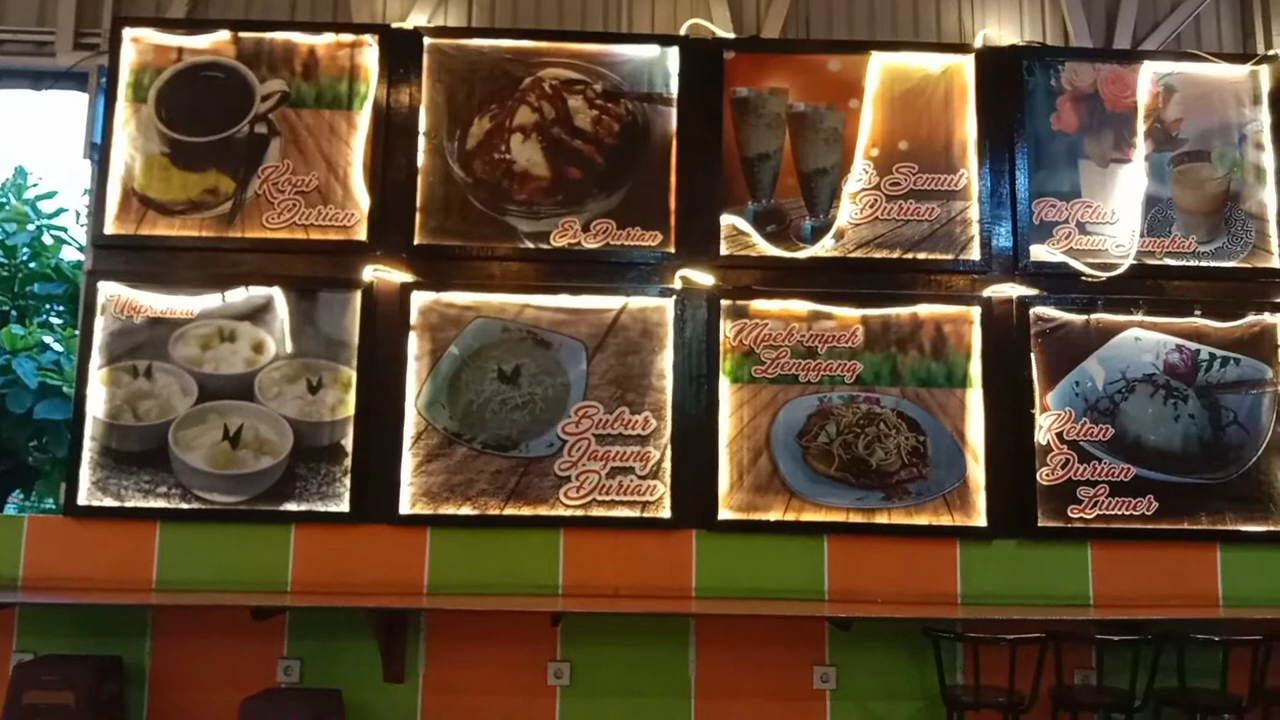 Kopi
Durian
Es Durian
Es Semut
Durian
Teh Telur
Daun Sungkai
Bubur
Jagung
Durian
Mpek-mpek
Lenggang
Ketan
Durian
Lumer